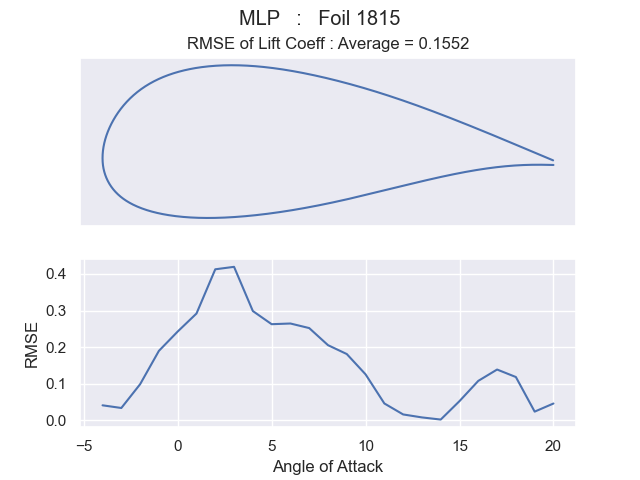 MLP : Foil 1815
RMSE of Lift Coeff : Average = 0.1552
0.4
0.3
0.2
0.1
0.0
RMSE
−5 0 5 10 15 20
Angle of Attack